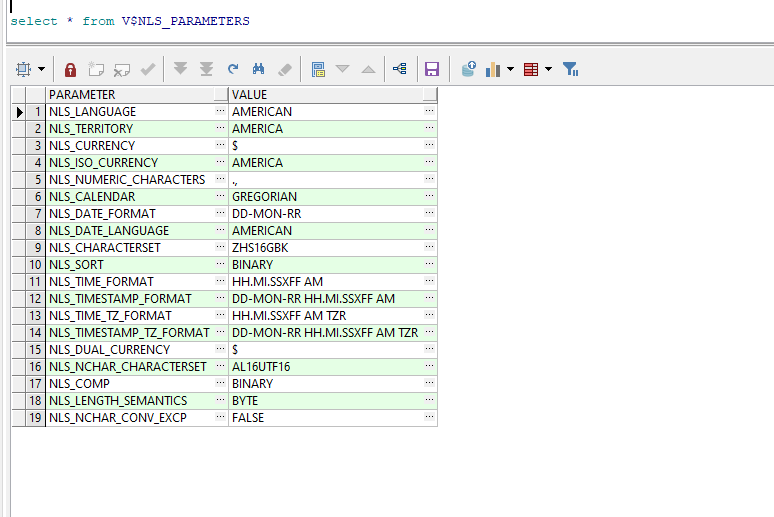 select * from V$NLS_PARAMETERS
PARAMETER VALUE
1 NLS_LANGUAGE ... AMERICAN ...
2 NLS_TERRITORY ... AMERICA ...
3 NLS_CURRENCY ... $ ...
4 NLS_ISO_CURRENCY ... AMERICA ...
5 NLS_NUMERIC_CHARACTERS ... ., ...
6 NLS_CALENDAR ... GREGORIAN ...
7 NLS_DATE_FORMAT ... DD-MON-RR ...
8 NLS_DATE_LANGUAGE ... AMERICAN ...
9 NLS_CHARACTERSET ... ZHS16GBK ...
10 NLS_SORT ... BINARY ...
11 NLS_TIME_FORMAT ... HH.MI.SSXFF AM ...
12 NLS_TIMESTAMP_FORMAT ... DD-MON-RR HH.MI.SSXFF AM ...
13 NLS_TIME_TZ_FORMAT ... HH.MI.SSXFF AM TZR ...
14 NLS_TIMESTAMP_TZ_FORMAT ... DD-MON-RR HH.MI.SSXFF AM TZR ...
15 NLS_DUAL_CURRENCY ... $ ...
16 NLS_NCHAR_CHARACTERSET ... AL16UTF16 ...
17 NLS_COMP ... BINARY ...
18 NLS_LENGTH_SEMANTICS ... BYTE ...
19 NLS_NCHAR_CONV_EXCP ... FALSE ...